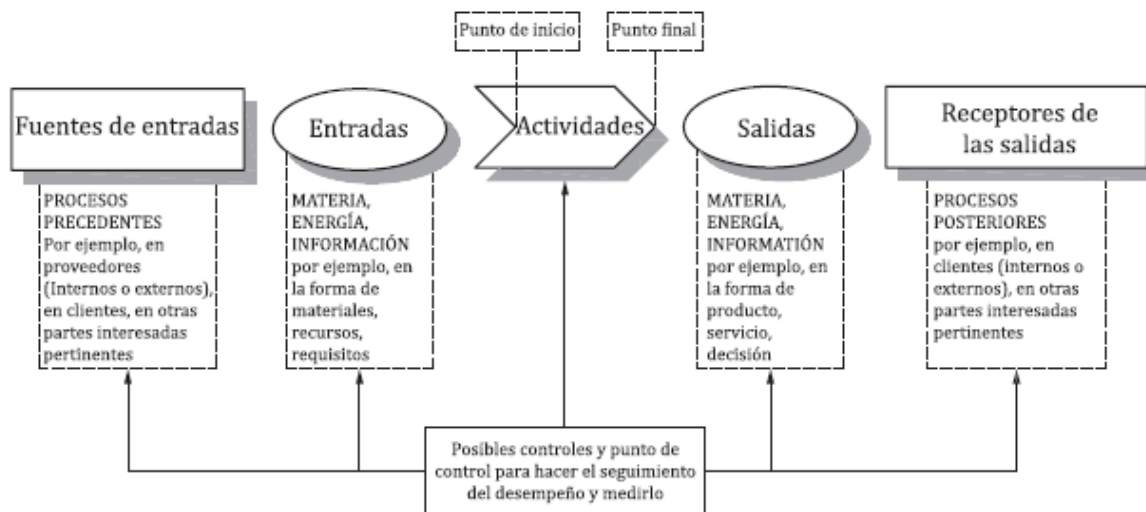 Punto de inicio
Punto final
Fuentes de entradas
Entradas
Actividades
Salidas
Receptores de
las salidas
PROCESOS
PRECEDENTES
Por ejemplo, en
proveedores
(Internos o externos),
en clientes, en otras
partes interesadas
pertinentes
MATERIA,
ENERGÍA,
INFORMACIÓN
por ejemplo, en
la forma de
materiales,
recursos,
requisitos
MATERIA,
ENERGÍA,
INFORMATIÓN
por ejemplo, en
la forma de
producto,
servicio,
decisión
PROCESOS
POSTERIORES
por ejemplo, en
clientes (internos o
externos), en otras
partes interesadas
pertinentes
Posibles controles y punto de
control para hacer el seguimiento
del desempeño y medirlo